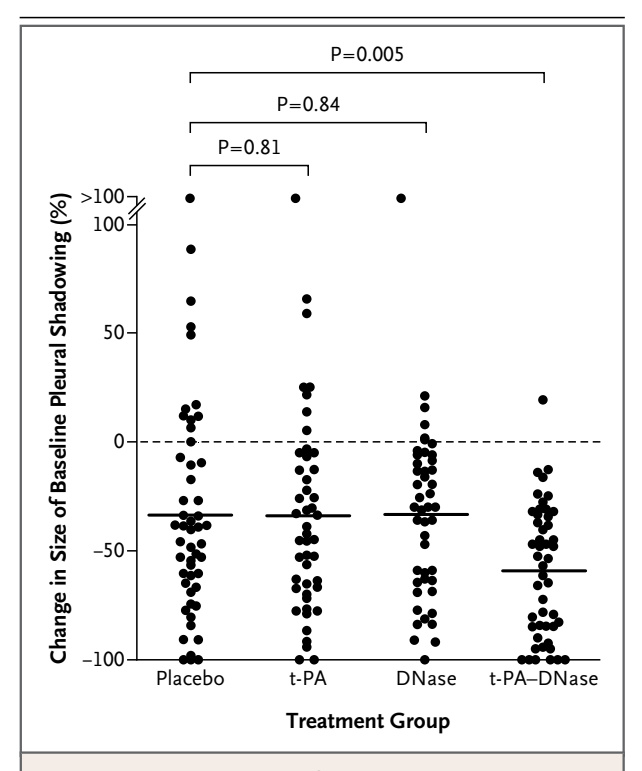 P=0.005
P=0.84
P=0.81
Change in Size of Baseline Pleural Shadowing (%)
>100
100
50
0
−50
−100
Placebo t-PA DNase t-PA–DNase
Treatment Group